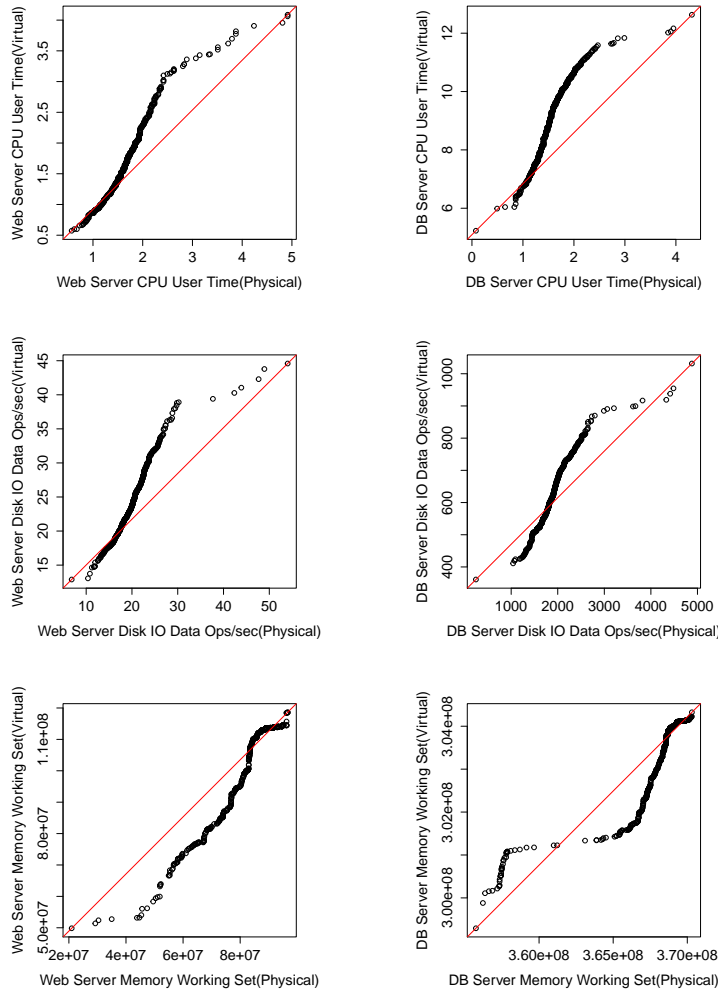 Web Server CPU User Time(Virtual)
0.5 1.5 2.5 3.5
1 2 3 4 5
Web Server CPU User Time(Physical)
DB Server CPU User Time(Virtual)
6 8 10 12
0 1 2 3 4
DB Server CPU User Time(Physical)
Web Server Disk IO Data Ops/sec(Virtual)
15 20 25 30 35 40 45
10 20 30 40 50
Web Server Disk IO Data Ops/sec(Physical)
DB Server Disk IO Data Ops/sec(Virtual)
400 600 800 1000
1000 2000 3000 4000 5000
DB Server Disk IO Data Ops/sec(Physical)
Web Server Memory Working Set(Virtual)
5.0e+07 8.0e+07 1.1e+08
2e+07 4e+07 6e+07 8e+07
Web Server Memory Working Set(Physical)
DB Server Memory Working Set(Virtual)
3.00e+08 3.02e+08 3.04e+08
3.60e+08 3.65e+08 3.70e+08
DB Server Memory Working Set(Physical)